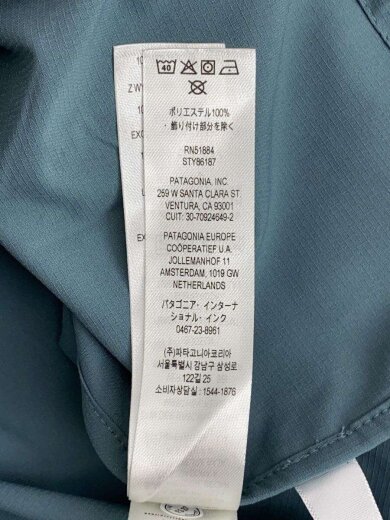 40
ポリエステル100%
・飾り付け部分を除く
RN51884
STY86187
PATAGONIA, INC.
259 W SANTA CLARA ST.
VENTURA, CA 93001
CUIT: 30-70924649-2
PATAGONIA EUROPE
COÖPERATIEF U.A.
JOLLEMANHOF 11
AMSTERDAM, 1019 GW
NETHERLANDS
パタゴニア・インターナ
ショナル・インク
0467-23-8961
(주)파타고니아코리아
서울특별시 강남구 삼성로
122길 25
소비자상담실 : 1544-1876